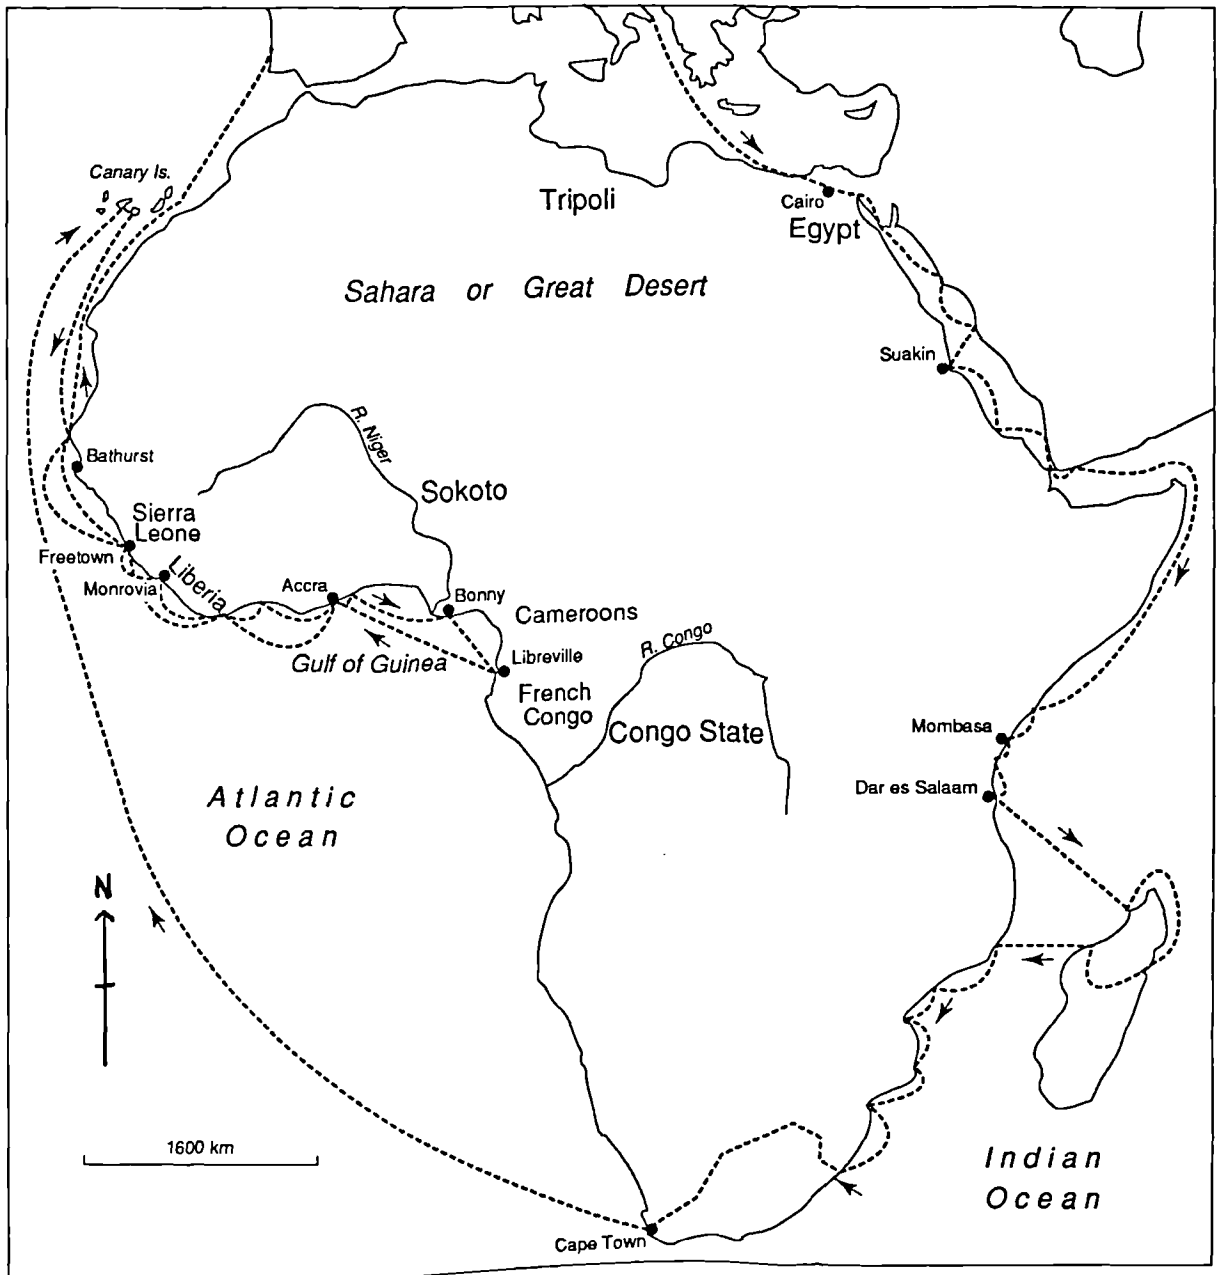 Canary Is.
Tripoli
Cairo
Egypt
Sahara or Great Desert
Suakin
R. Niger
Bathurst
Sokoto
Sierra
Leone
Freetown
Monrovia
Liberia
Accra
Bonny
Cameroons
Gulf of Guinea
Libreville
R. Congo
French
Congo
Congo State
Mombasa
Dar es Salaam
Atlantic
Ocean
N
1600 km
Indian
Ocean
Cape Town